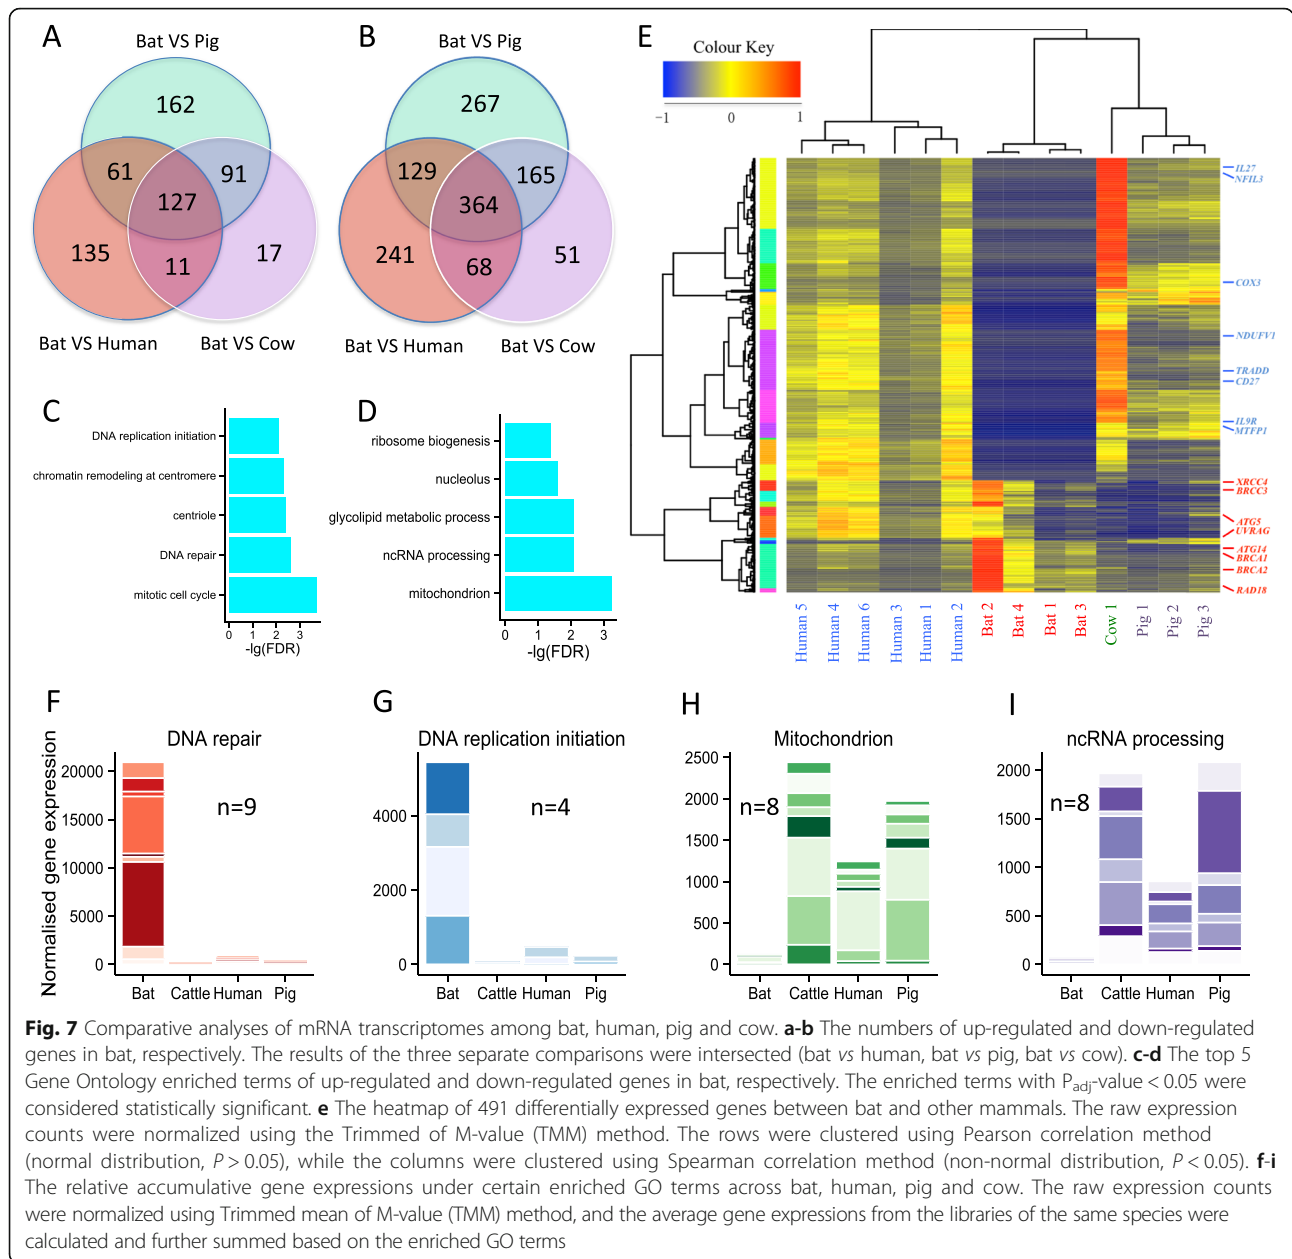 A
Bat VS Pig
162
61
91
127
135
11
17
Bat VS Human
Bat VS Cow
B
Bat VS Pig
267
129
165
364
241
68
51
Bat VS Human
Bat VS Cow
C
DNA replication initiation
chromatin remodeling at centromere
centriole
DNA repair
mitotic cell cycle
0 1 2 3
-lg(FDR)
D
ribosome biogenesis
nucleolus
glycolipid metabolic process
ncRNA processing
mitochondrion
0 1 2 3
-lg(FDR)
E
Colour Key
−1 0 1
IL27
NFIL3
COX3
NDUFV1
TRADD
CD27
IL9R
MTFP1
XRCC4
BRCC3
ATG5
UVRAG
ATG14
BRCA1
BRCA2
RAD18
Human 5
Human 4
Human 6
Human 3
Human 1
Human 2
Bat 2
Bat 4
Bat 1
Bat 3
Cow 1
Pig 1
Pig 2
Pig 3
F
DNA repair
Normalised gene expression
20000
15000
10000
5000
0
n=9
Bat Cattle Human Pig
G
DNA replication initiation
4000
2000
0
n=4
Bat Cattle Human Pig
H
Mitochondrion
2500
2000
1500
1000
500
0
n=8
Bat Cattle Human Pig
I
ncRNA processing
2000
1500
1000
500
0
n=8
Bat Cattle Human Pig
Fig. 7 Comparative analyses of mRNA transcriptomes among bat, human, pig and cow. a-b The numbers of up-regulated and down-regulated
genes in bat, respectively. The results of the three separate comparisons were intersected (bat vs human, bat vs pig, bat vs cow). c-d The top 5
Gene Ontology enriched terms of up-regulated and down-regulated genes in bat, respectively. The enriched terms with Padj-value < 0.05 were
considered statistically significant. e The heatmap of 491 differentially expressed genes between bat and other mammals. The raw expression
counts were normalized using the Trimmed of M-value (TMM) method. The rows were clustered using Pearson correlation method
(normal distribution, P > 0.05), while the columns were clustered using Spearman correlation method (non-normal distribution, P < 0.05). f-i
The relative accumulative gene expressions under certain enriched GO terms across bat, human, pig and cow. The raw expression counts
were normalized using Trimmed mean of M-value (TMM) method, and the average gene expressions from the libraries of the same species were
calculated and further summed based on the enriched GO terms